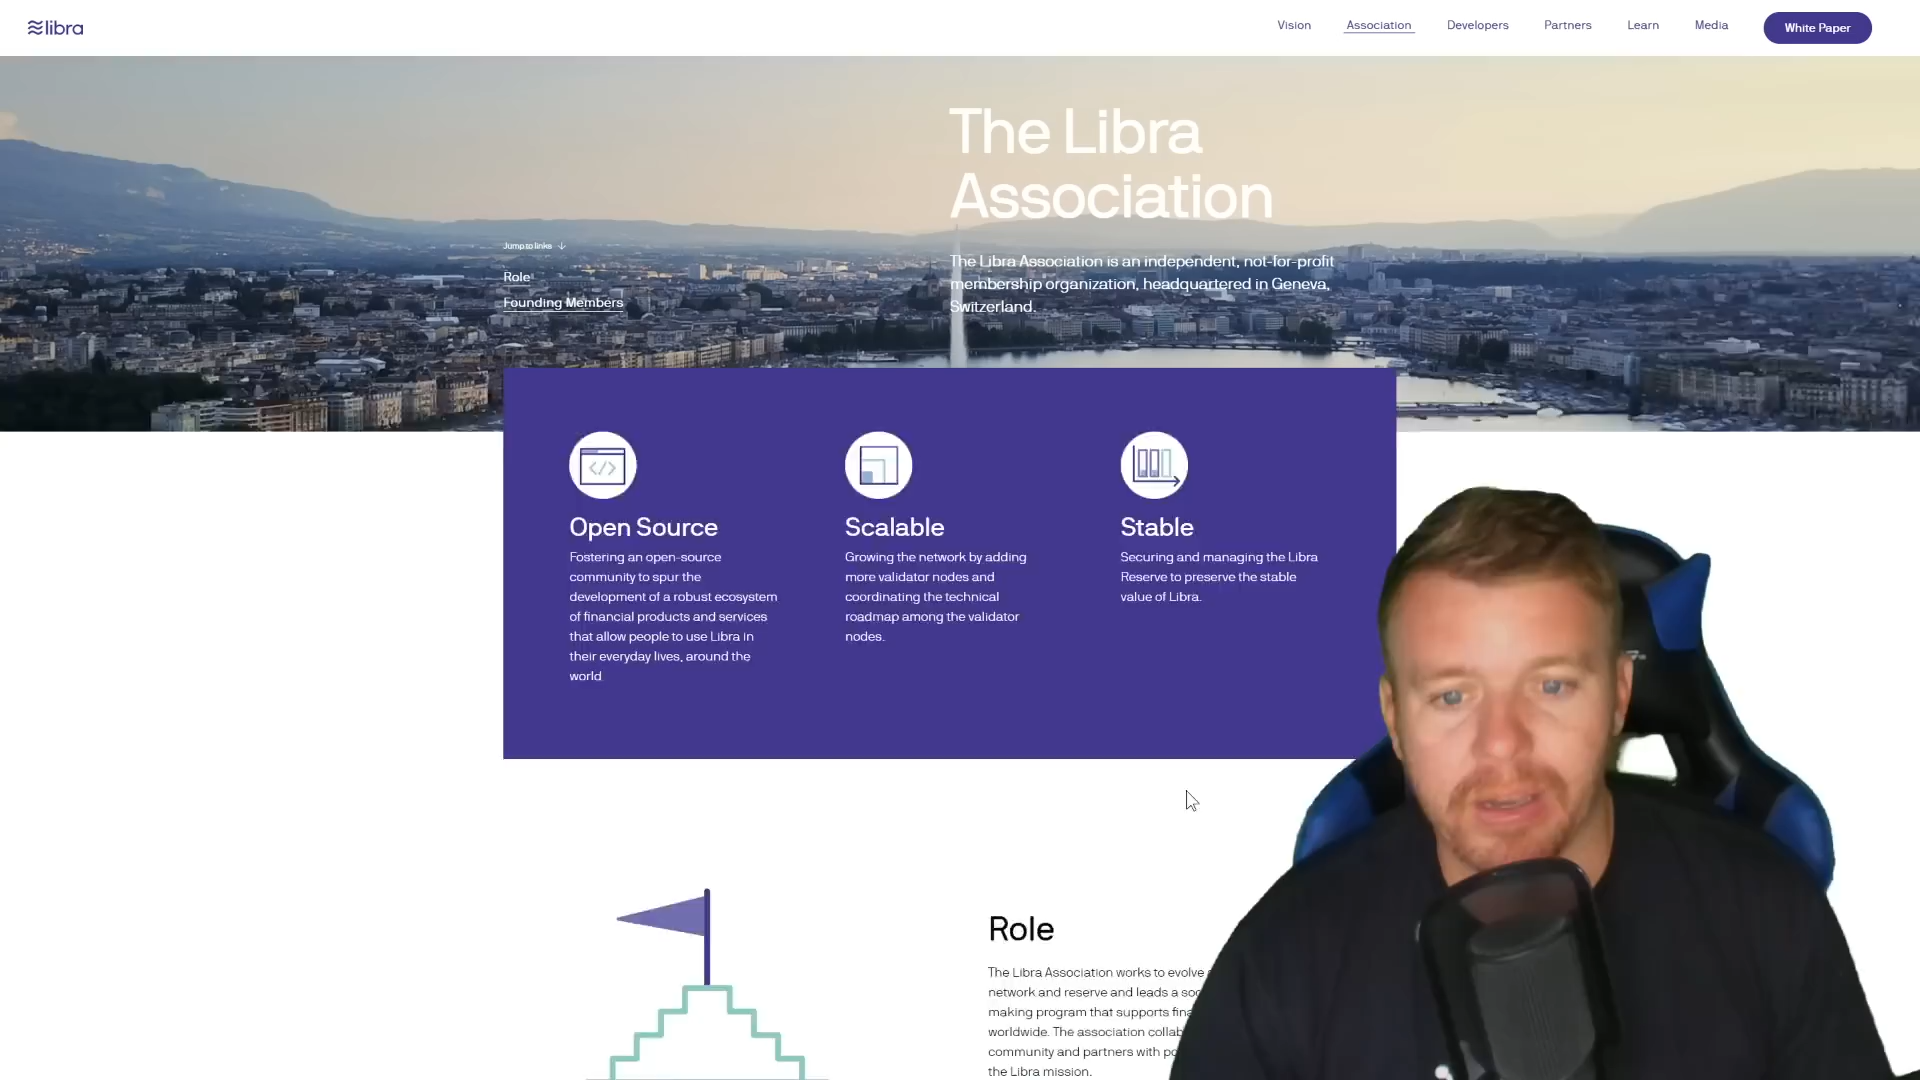 libra
Vision
Association
Developers
Partners
Learn
Media
White Paper
The Libra
Association
Jump to links
Role
Founding Members
The Libra Association is an independent, not-for-profit
membership organization, headquartered in Geneva,
Switzerland.
Open Source
Fostering an open-source
community to spur the
development of a robust ecosystem
of financial products and services
that allow people to use Libra in
their everyday lives, around the
world.
Scalable
Growing the network by adding
more validator nodes and
coordinating the technical
roadmap among the validator
nodes.
Stable
Securing and managing the Libra
Reserve to preserve the stable
value of Libra.
Role
The Libra Association works to evolve
network and reserve and leads a
making program that supports
worldwide. The association
community and partners with
the Libra mission.